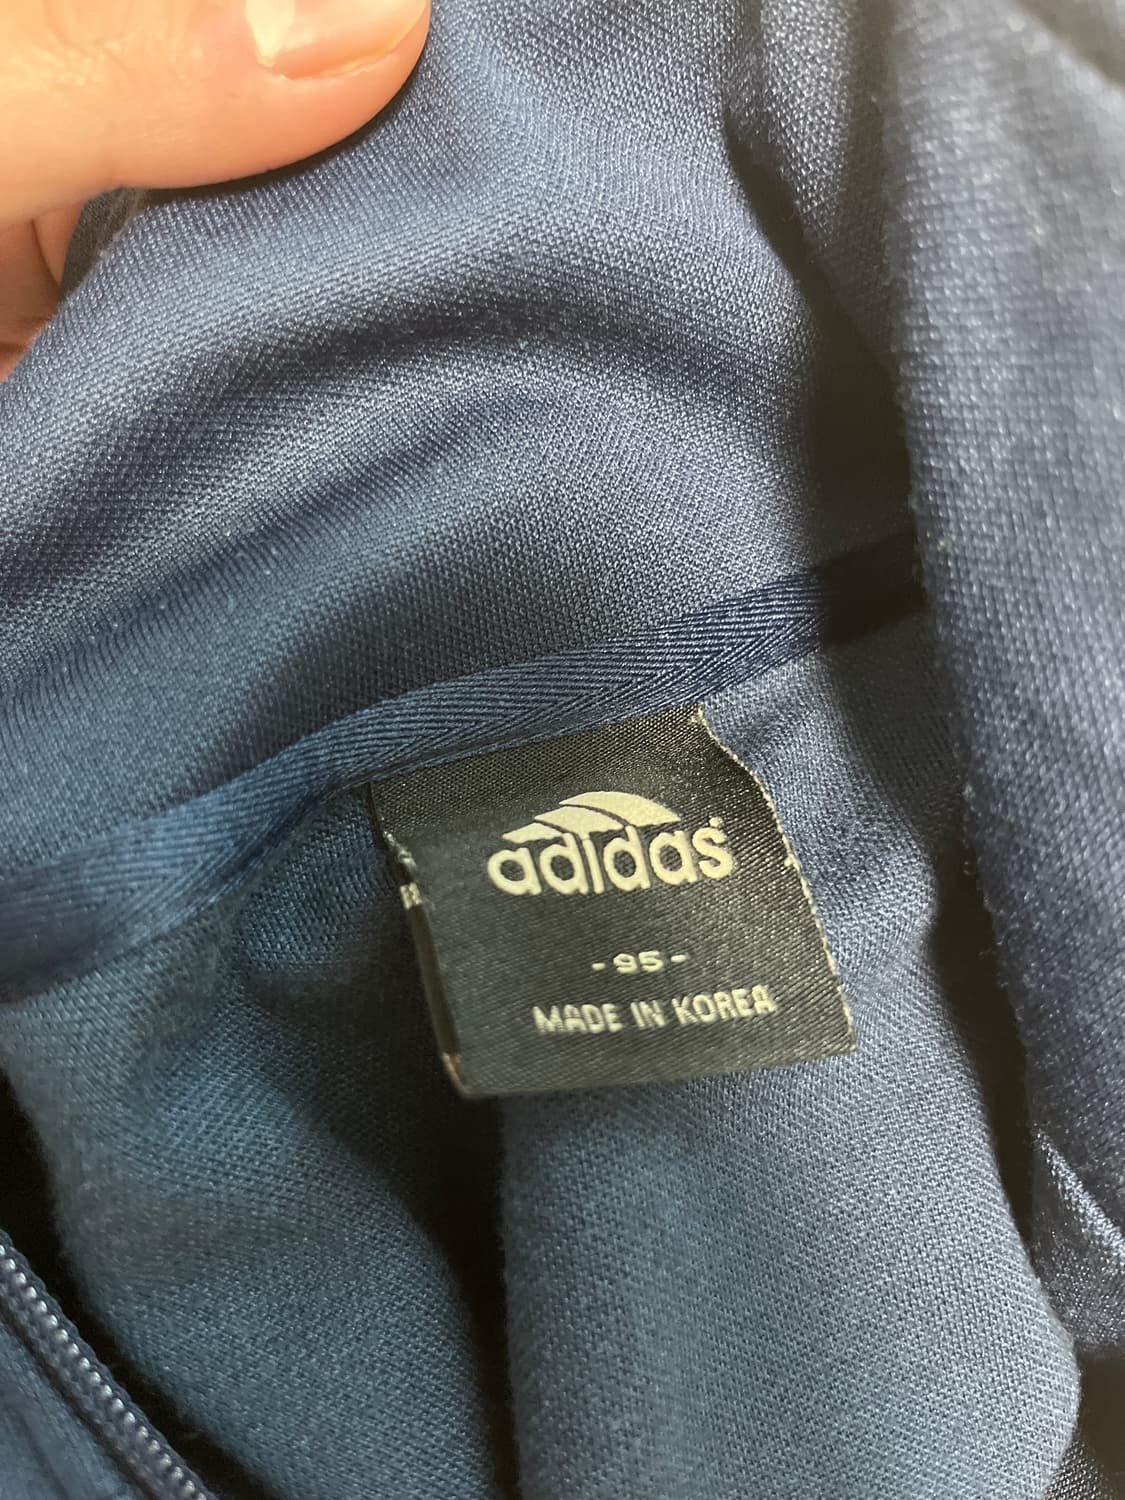 adidas
- 95 -
MADE IN KOREA